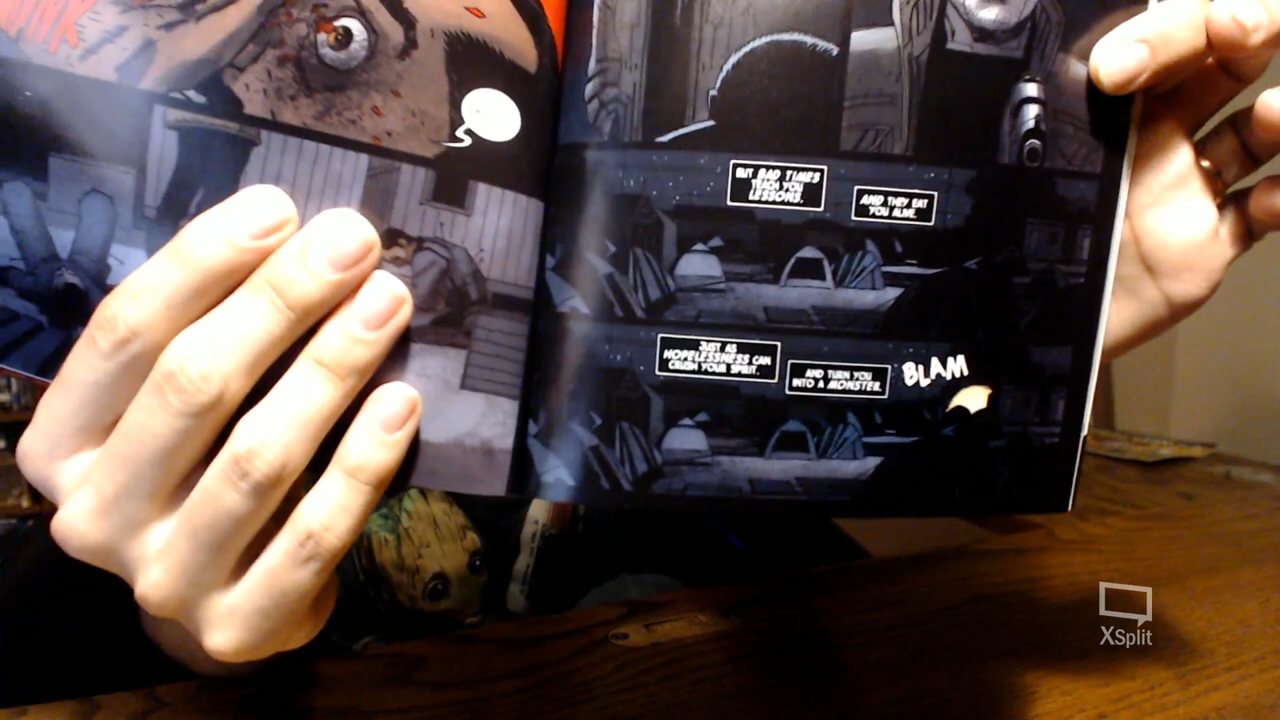 BUT BAD TIMES
TEACH YOU
LESSONS.
AND THEY EAT
YOU ALIVE.
JUST AS
HOPELESSNESS CAN
CRUSH YOUR SPIRIT.
AND TURN YOU
INTO A MONSTER.
BLAM
XSplit